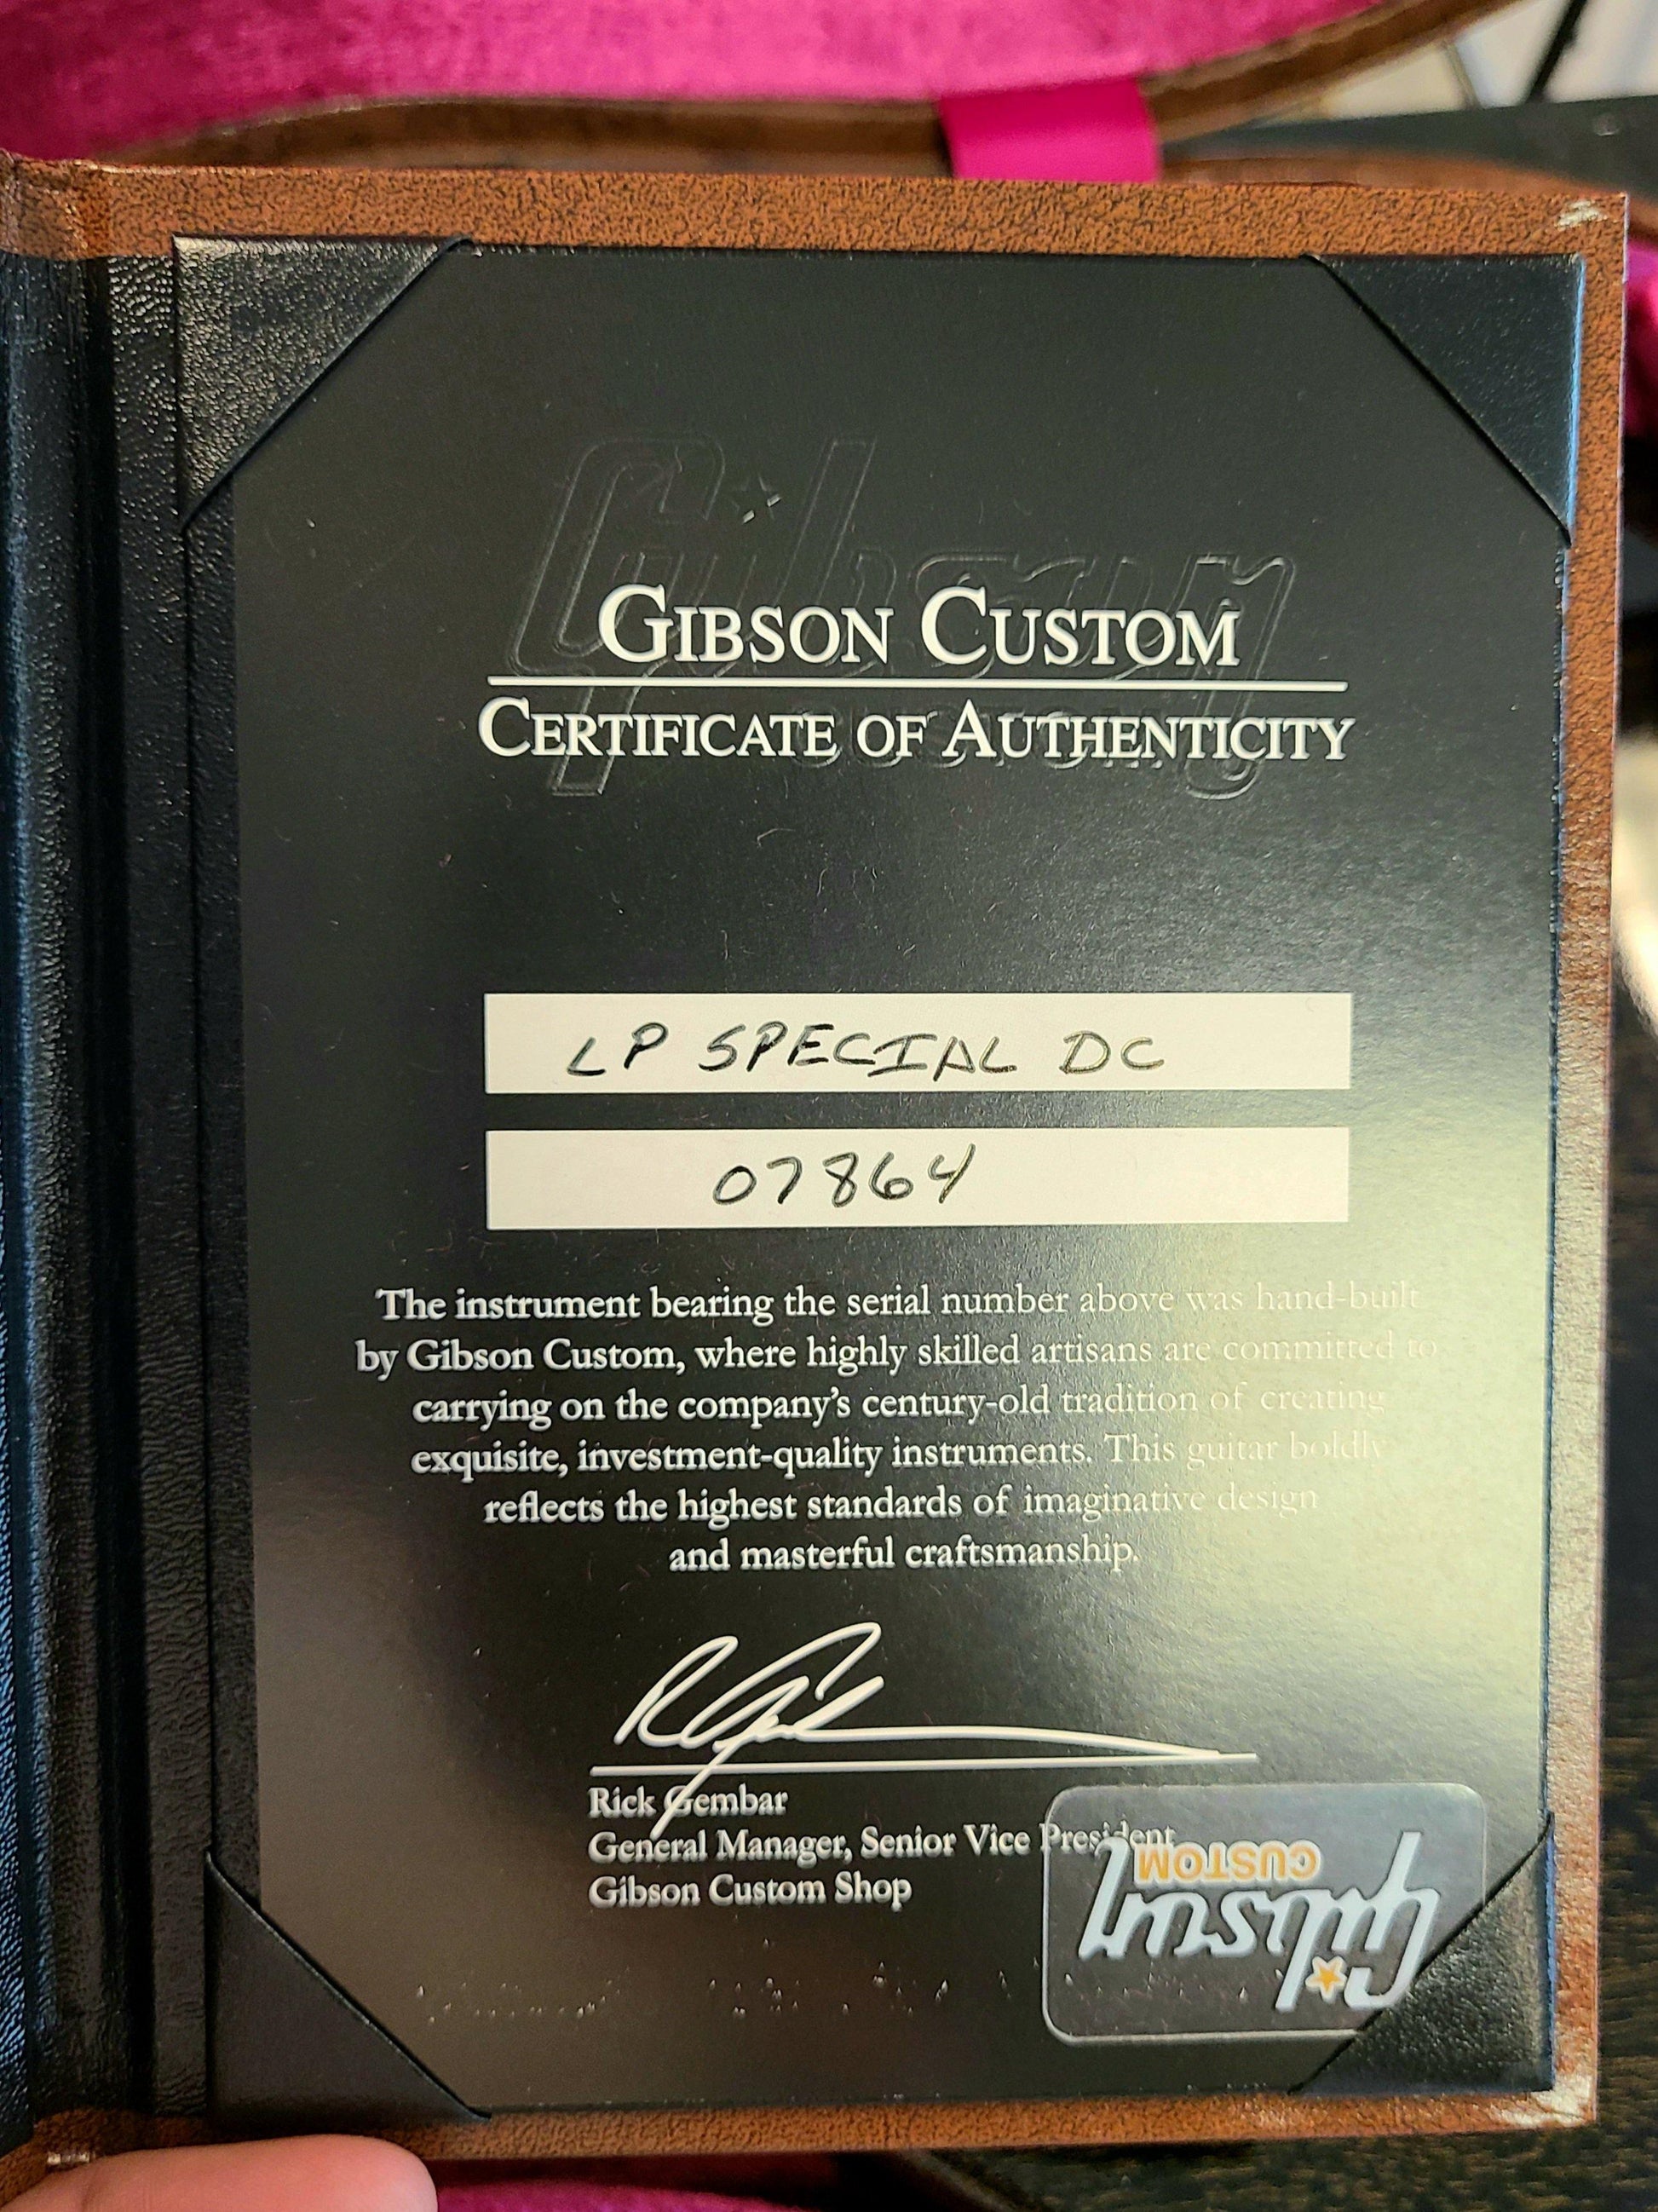 Gibson
CUSTOM
GIBSON CUSTOM
CERTIFICATE OF AUTHENTICITY
LP SPECIAL DC
07864
The instrument bearing the serial number above was hand-built
by Gibson Custom, where highly skilled artisans are committed to
carrying on the company's century-old tradition of creating
exquisite, investment-quality instruments. This guitar boldly
reflects the highest standards of imaginative design
and masterful craftsmanship.
Rick Gembar
General Manager, Senior Vice President
Gibson Custom Shop
Gibson
CUSTOM